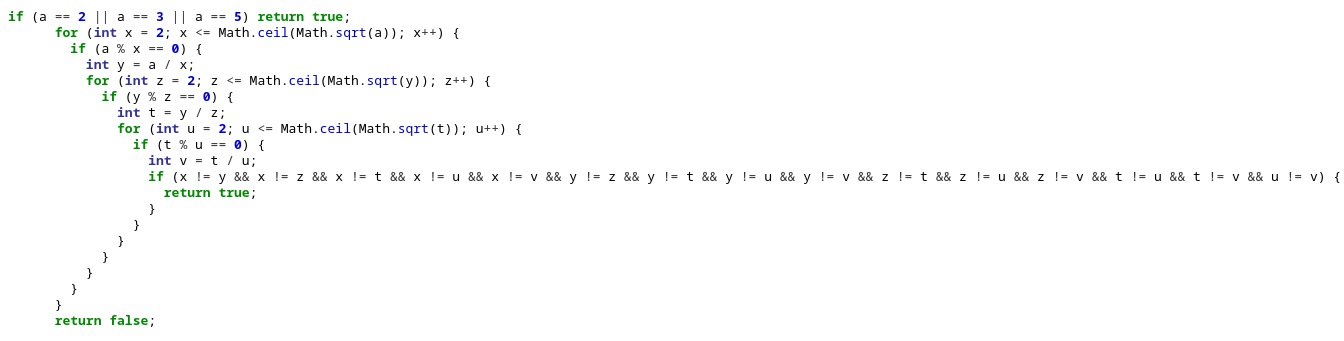 if (a == 2 || a == 3 || a == 5) return true;
      for (int x = 2; x <= Math.ceil(Math.sqrt(a)); x++) {
        if (a % x == 0) {
          int y = a / x;
          for (int z = 2; z <= Math.ceil(Math.sqrt(y)); z++) {
            if (y % z == 0) {
              int t = y / z;
              for (int u = 2; u <= Math.ceil(Math.sqrt(t)); u++) {
                if (t % u == 0) {
                  int v = t / u;
                  if (x != y && x != z && x != t && x != u && x != v && y != z && y != t && y != u && y != v && z != t && z != u && z != v && t != u && t != v && u != v) {
                    return true;
                  }
                }
              }
            }
          }
        }
      }
      return false;